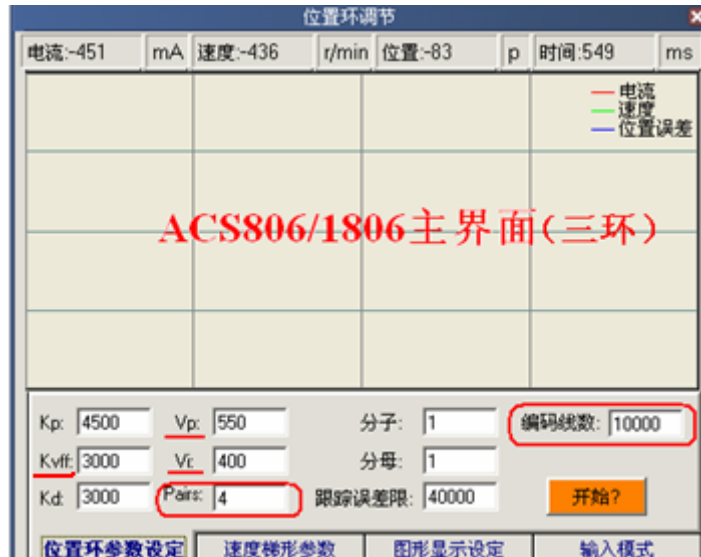 位置环调节
电流:-451 mA 速度:-436 r/min 位置:-83 p 时间:549 ms
电流
速度
位置误差
ACS806/1806主界面(三环)
Kp: 4500 Vp: 550 分子: 1 编码线数: 10000
Kvff: 3000 Vi: 400 分母: 1
Kd: 3000 Pairs: 4 跟踪误差限: 40000 开始?
位置环参数设定 速度梯形参数 图形显示设定 输入模式